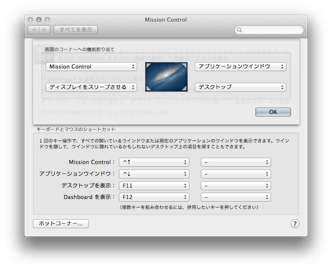 Mission Control
すべてを表示
画面のコーナーへの機能割り当て
Mission Control
アプリケーションウインドウ
ディスプレイをスリープさせる
デスクトップ
OK
キーボードとマウスのショートカット
1 回のキー操作で、すべての開いているウインドウまたは現在のアプリケーションのウインドウを表示できます。ウイン
ドウを隠して、ウインドウに隠れているかもしれないデスクトップ上の項目を探すこともできます。
Mission Control： ^↑ –
アプリケーションウインドウ： ^↓ –
デスクトップを表示： F11 –
Dashboard を表示： F12 –
（複数キーを組み合わせるには、併用したいキーを押してください）
ホットコーナー... ?